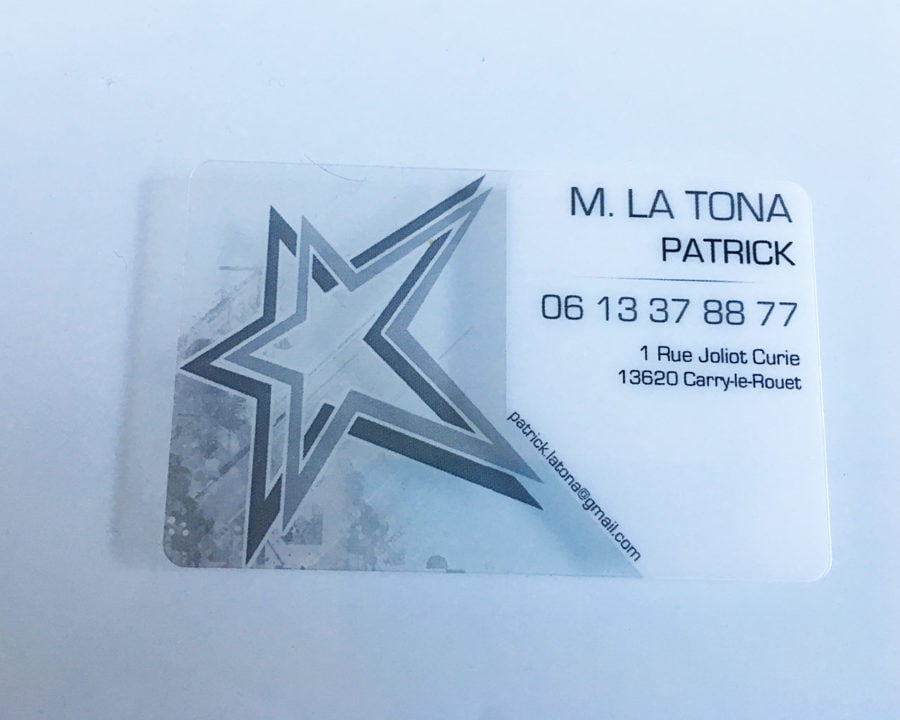 M. LA TONA
PATRICK
06 13 37 88 77
1 Rue Joliot Curie
13620 Carry-le-Rouet
patrick.latona@gmail.com